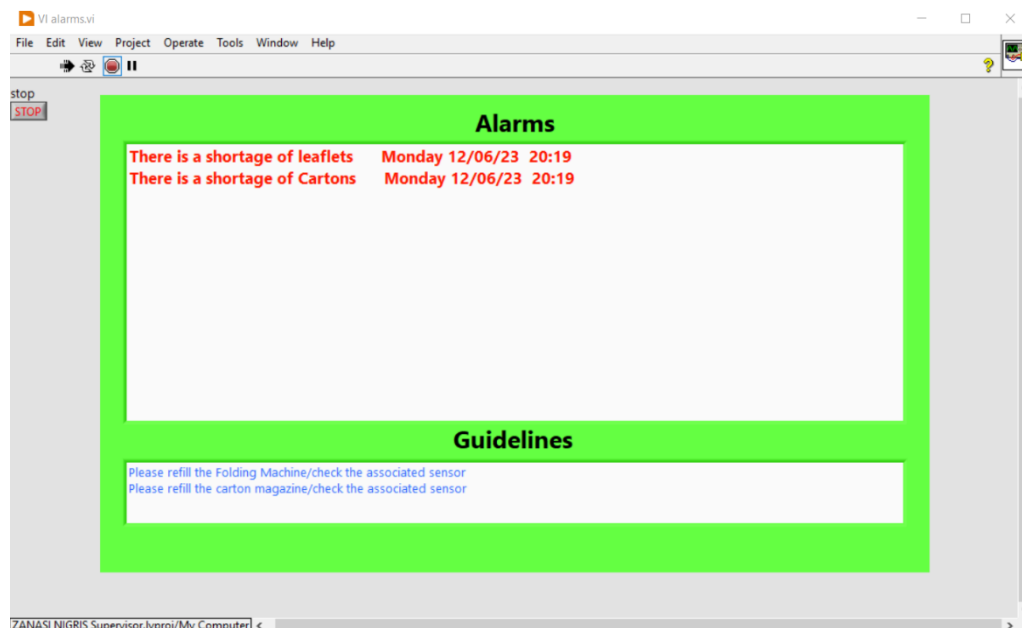 VI alarms.vi
File Edit View Project Operate Tools Window Help
stop
STOP
Alarms
There is a shortage of leaflets Monday 12/06/23 20:19
There is a shortage of Cartons Monday 12/06/23 20:19
Guidelines
Please refill the Folding Machine/check the associated sensor
Please refill the carton magazine/check the associated sensor
ZANASI NIGRIS Supervisor.lvproj/My Computer